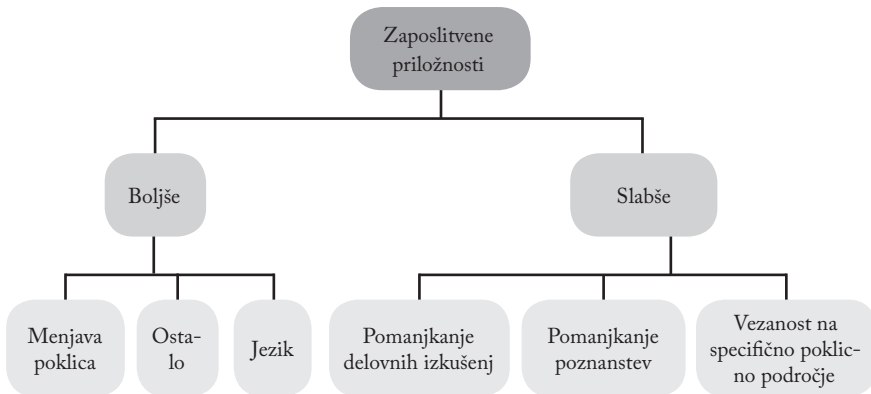 Zaposlitvene
priložnosti
Boljše
Slabše
Menjava
poklica
Osta-
lo
Jezik
Pomanjkanje
delovnih izkušenj
Pomanjkanje
poznanstev
Vezanost na
specifično poklic-
no področje